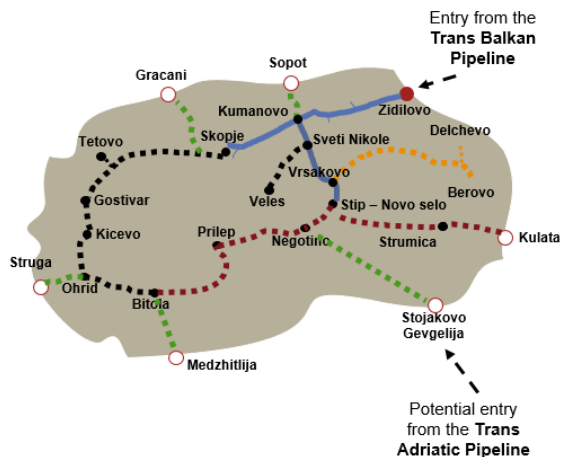 Entry from the
Trans Balkan
Pipeline
Sopot
Gracani
Kumanovo
Zidilovo
Skopje
Delchevo
Tetovo
Sveti Nikole
Vrsakovo
Gostivar
Veles
Berovo
Stip – Novo selo
Kicevo
Prilep
Negotino
Strumica
Kulata
Struga
Ohrid
Bitola
Stojakovo
Gevgelija
Medzhitlija
Potential entry
from the Trans
Adriatic Pipeline